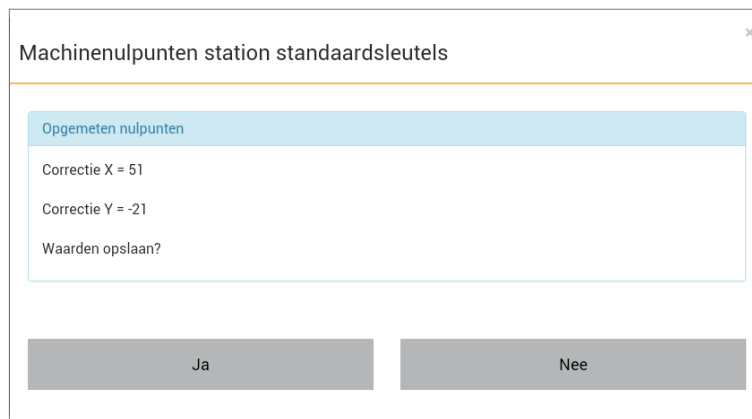 ×
Machinenulpunten station standaardsleutels
Opgemeten nulpunten
Correctie X = 51
Correctie Y = -21
Waarden opslaan?
Ja
Nee